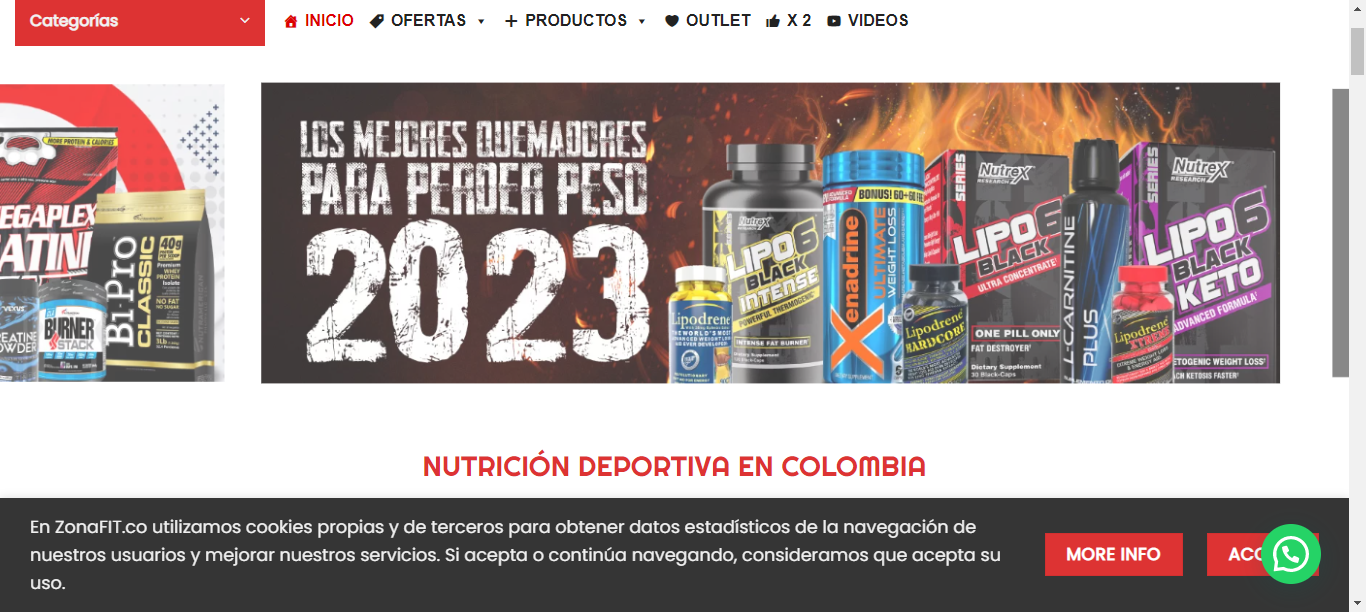 Categorías
INICIO
OFERTAS
PRODUCTOS
OUTLET
X 2
VIDEOS
MORE PROTEIN & CALORIES
Bi Pro
CLASSIC
40g
Premium
WHEY
PROTEIN
Isolate
NO FAT
NO SUGAR
3Lb
BURNER
STACK
LOS MEJORES QUEMADORES
PARA PERDER PESO
2023
Lipodrene
Nutrex
RESEARCH
LIPO 6
BLACK
INTENSE
POWERFUL THERMOGENIC
INTENSE FAT BURNER
BONUS! 60+60 FREE
Xenadrine
ULTIMATE
WEIGHT LOSS
Lipodrene
HARDCORE
SERIES
Nutrex
RESEARCH
LIPO 6
BLACK
ULTRA CONCENTRATE
ONE PILL ONLY
FAT DESTROYER
Dietary Supplement
30 Black-Caps
L-CARNITINE
PLUS
Lipodrene
XTREME
SERIES
Nutrex
RESEARCH
LIPO 6
BLACK
KETO
ADVANCED FORMULA
KETOGENIC WEIGHT LOSS
KETOSIS FASTER
NUTRICIÓN DEPORTIVA EN COLOMBIA
En ZonaFIT.co utilizamos cookies propias y de terceros para obtener datos estadísticos de la navegación de
nuestros usuarios y mejorar nuestros servicios. Si acepta o continúa navegando, consideramos que acepta su
uso.
MORE INFO